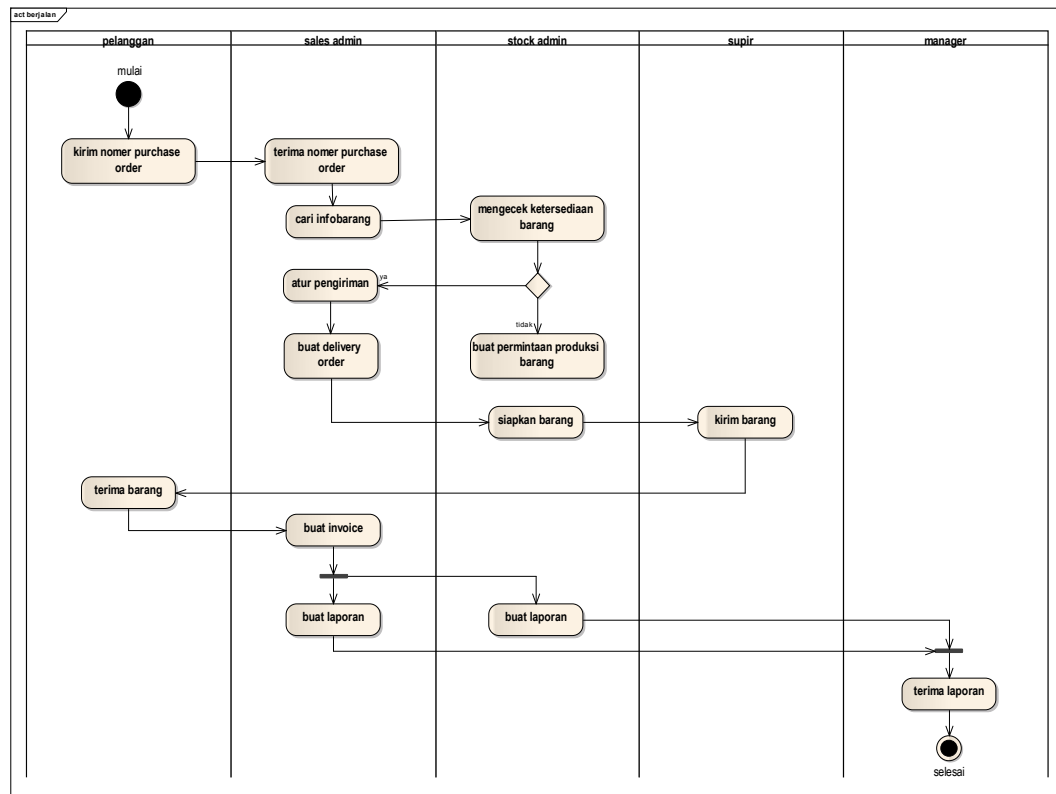 act berjalan
pelanggan
sales admin
stock admin
supir
manager
mulai
kirim nomer purchase
order
terima nomer purchase
order
cari infobarang
mengecek ketersediaan
barang
atur pengiriman
ya
tidak
buat delivery
order
buat permintaan produksi
barang
siapkan barang
kirim barang
terima barang
buat invoice
buat laporan
buat laporan
terima laporan
selesai